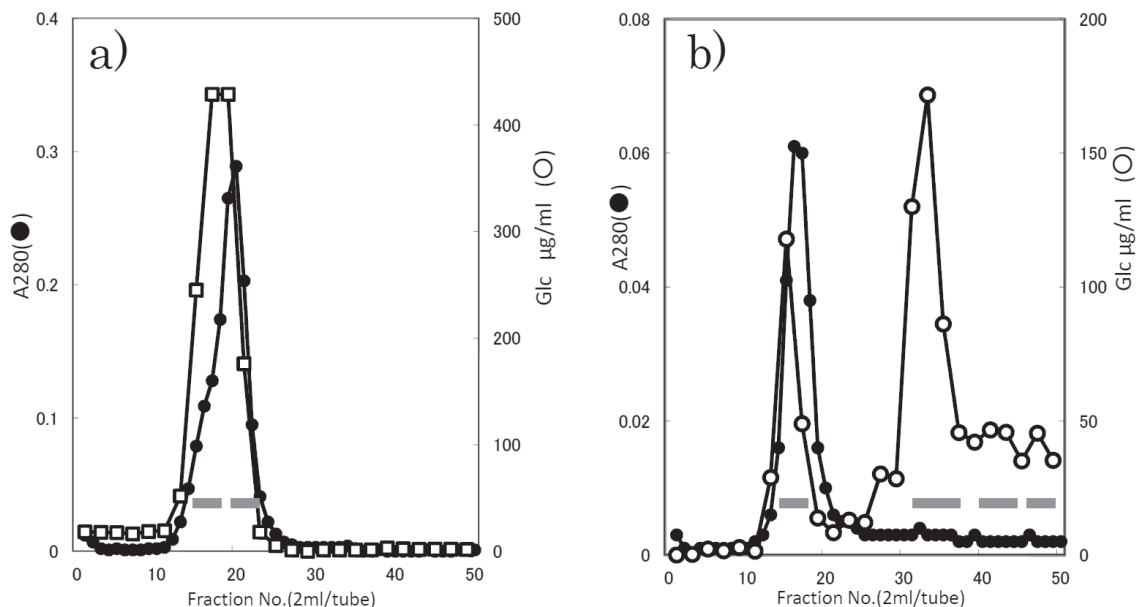 a)
0.4
0.3
0.2
0.1
0
A280(●)
500
400
300
200
100
0
Glc μg/ml (○)
0 10 20 30 40 50
Fraction No.(2ml/tube)
b)
0.08
0.06
0.04
0.02
0
A280(●)
200
150
100
50
0
Glc μg/ml (○)
0 10 20 30 40 50
Fraction No.(2ml/tube)